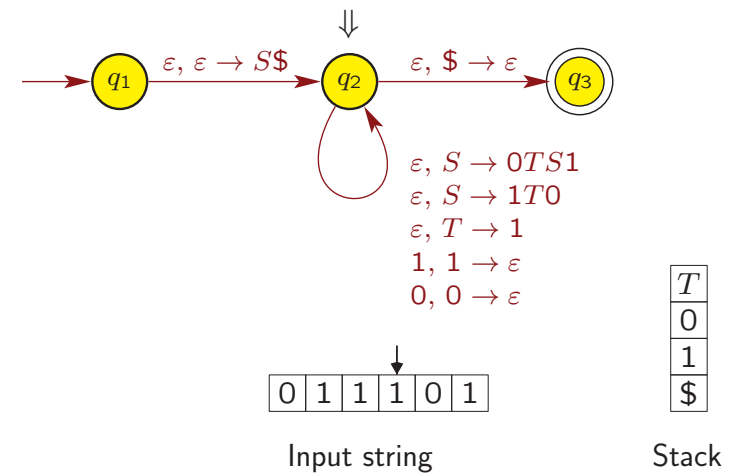 ⇓
q1 ε, ε → S$ q2 ε, $ → ε q3
ε, S → 0TS1
ε, S → 1T0
ε, T → 1
1, 1 → ε
0, 0 → ε
T
0
1
$
0 1 1 1 0 1
Input string Stack